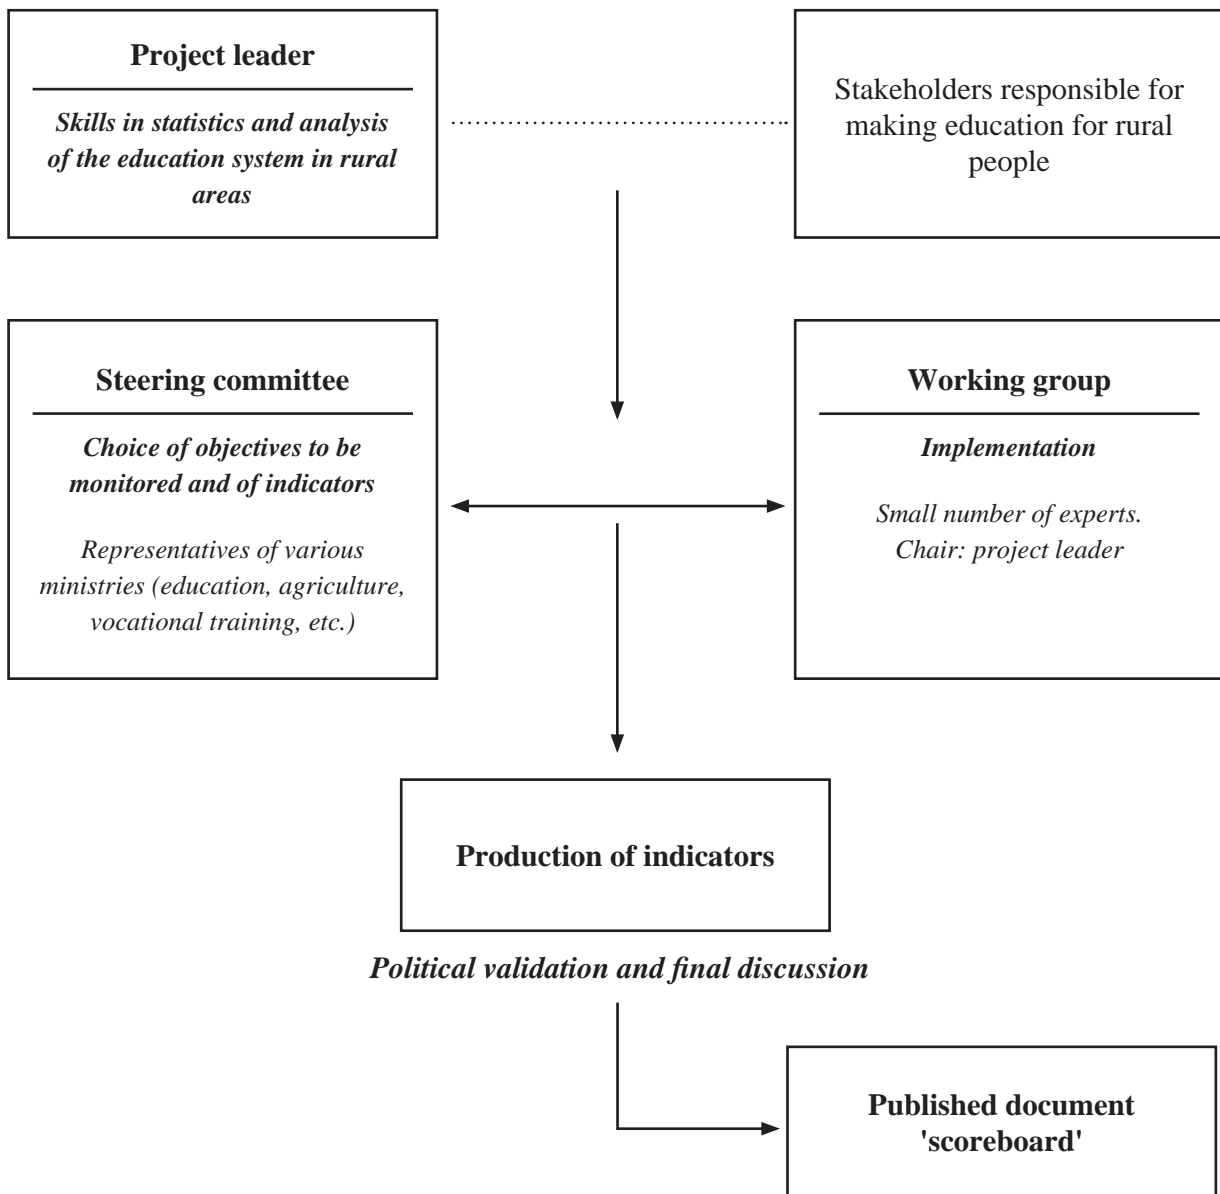 Project leader
Skills in statistics and analysis
of the education system in rural
areas
Stakeholders responsible for
making education for rural
people
Steering committee
Choice of objectives to be
monitored and of indicators
Representatives of various
ministries (education, agriculture,
vocational training, etc.)
Working group
Implementation
Small number of experts.
Chair: project leader
Production of indicators
Political validation and final discussion
Published document
'scoreboard'